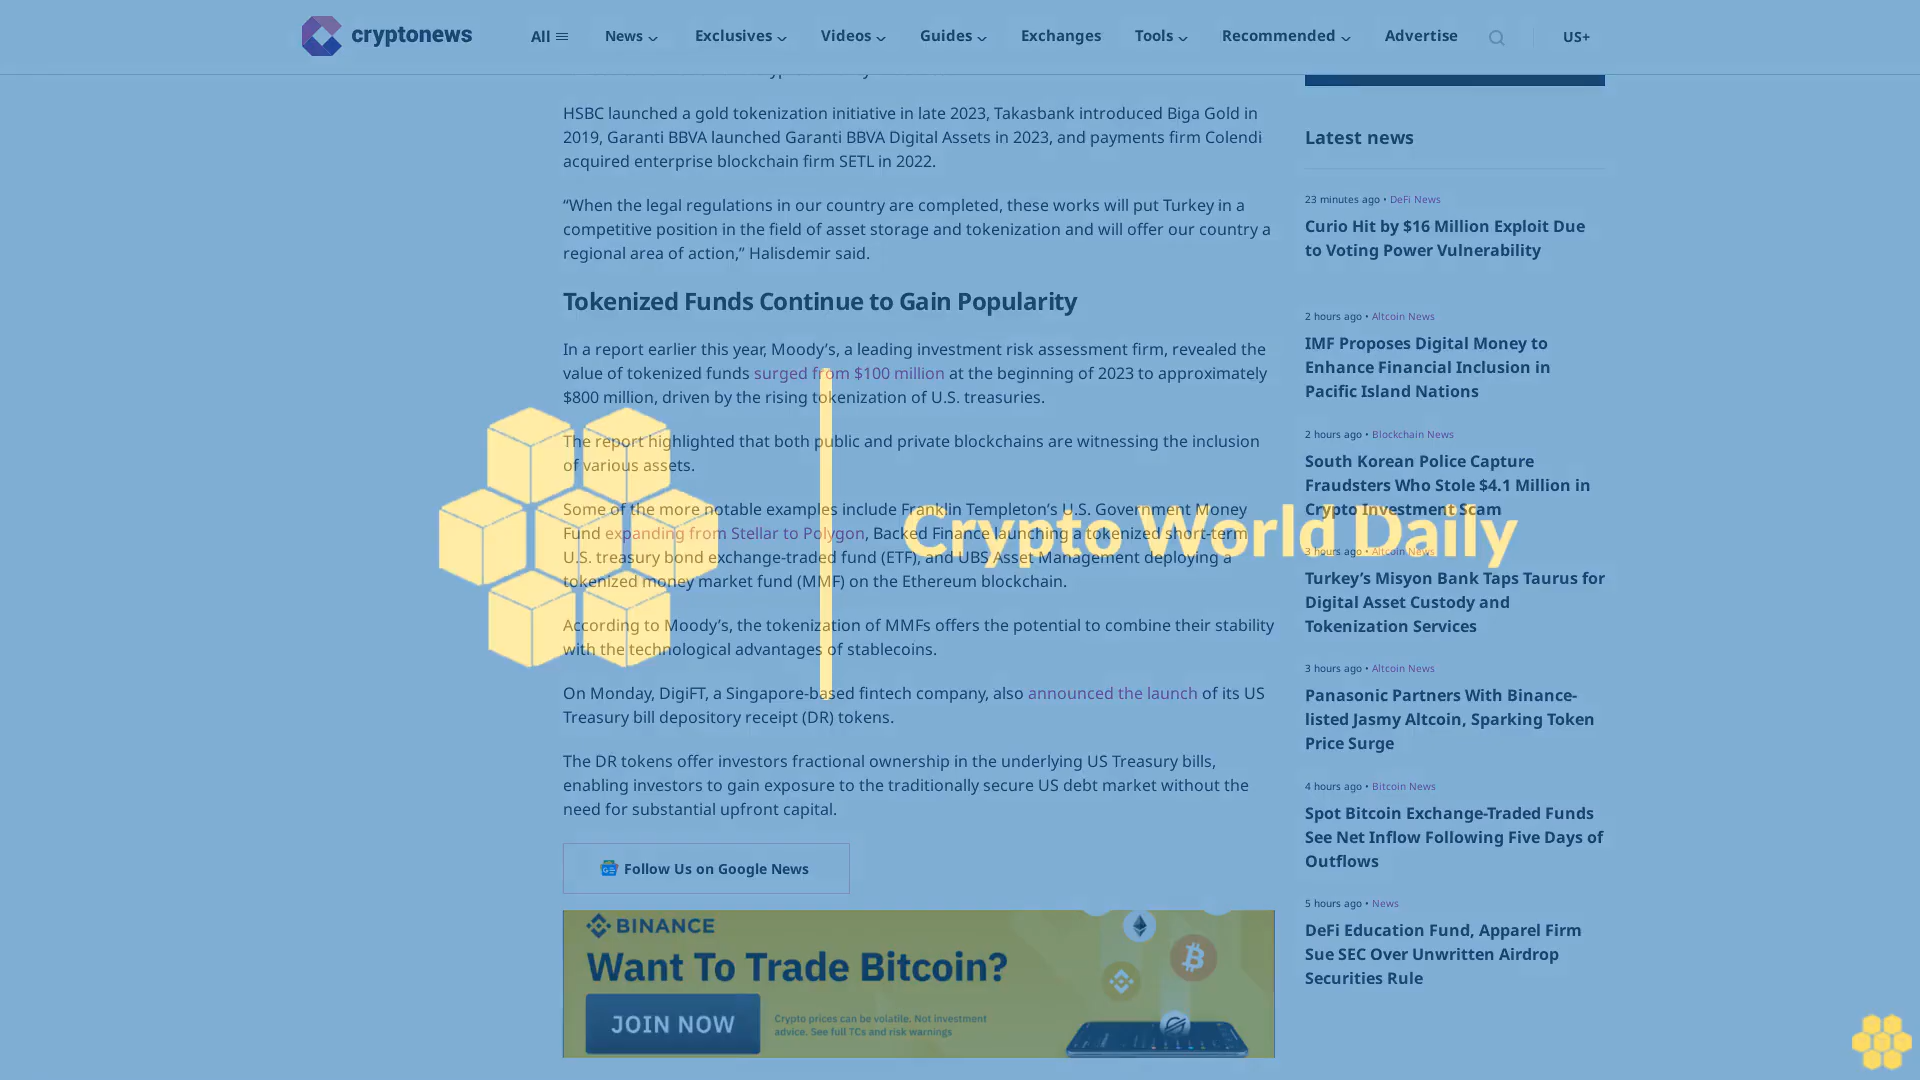 cryptonews
All
News
Exclusives
Videos
Guides
Exchanges
Tools
Recommended
Advertise
US+
HSBC launched a gold tokenization initiative in late 2023, Takasbank introduced Biga Gold in
2019, Garanti BBVA launched Garanti BBVA Digital Assets in 2023, and payments firm Colendi
acquired enterprise blockchain firm SETL in 2022.
“When the legal regulations in our country are completed, these works will put Turkey in a
competitive position in the field of asset storage and tokenization and will offer our country a
regional area of action,” Halisdemir said.
Tokenized Funds Continue to Gain Popularity
In a report earlier this year, Moody’s, a leading investment risk assessment firm, revealed the
value of tokenized funds surged from $100 million at the beginning of 2023 to approximately
$800 million, driven by the rising tokenization of U.S. treasuries.
The report highlighted that both public and private blockchains are witnessing the inclusion
of various assets.
Some of the more notable examples include Franklin Templeton’s U.S. Government Money
Fund expanding from Stellar to Polygon, Backed Finance launching a tokenized short-term
U.S. treasury bond exchange-traded fund (ETF), and UBS Asset Management deploying a
tokenized money market fund (MMF) on the Ethereum blockchain.
According to Moody’s, the tokenization of MMFs offers the potential to combine their stability
with the technological advantages of stablecoins.
On Monday, DigiFT, a Singapore-based fintech company, also announced the launch of its US
Treasury bill depository receipt (DR) tokens.
The DR tokens offer investors fractional ownership in the underlying US Treasury bills,
enabling investors to gain exposure to the traditionally secure US debt market without the
need for substantial upfront capital.
Follow Us on Google News
BINANCE
Want To Trade Bitcoin?
JOIN NOW
Crypto prices can be volatile. Not investment
advice. See full TCs and risk warnings
Crypto World Daily
Latest news
23 minutes ago • DeFi News
Curio Hit by $16 Million Exploit Due
to Voting Power Vulnerability
2 hours ago • Altcoin News
IMF Proposes Digital Money to
Enhance Financial Inclusion in
Pacific Island Nations
2 hours ago • Blockchain News
South Korean Police Capture
Fraudsters Who Stole $4.1 Million in
Crypto Investment Scam
3 hours ago • Altcoin News
Turkey’s Misyon Bank Taps Taurus for
Digital Asset Custody and
Tokenization Services
3 hours ago • Altcoin News
Panasonic Partners With Binance-
listed Jasmy Altcoin, Sparking Token
Price Surge
4 hours ago • Bitcoin News
Spot Bitcoin Exchange-Traded Funds
See Net Inflow Following Five Days of
Outflows
5 hours ago • News
DeFi Education Fund, Apparel Firm
Sue SEC Over Unwritten Airdrop
Securities Rule